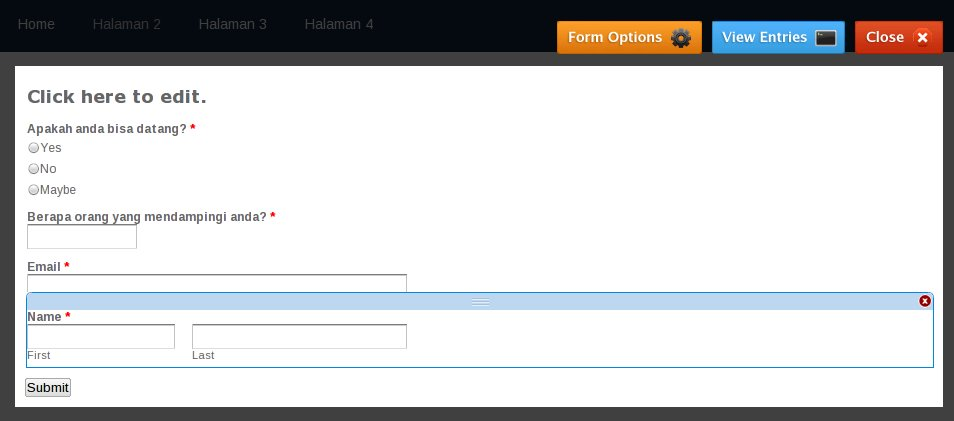 Home Halaman 2 Halaman 3 Halaman 4
Form Options View Entries Close
Click here to edit.
Apakah anda bisa datang? *
Yes
No
Maybe
Berapa orang yang mendampingi anda? *
Email *
Name *
First Last
Submit